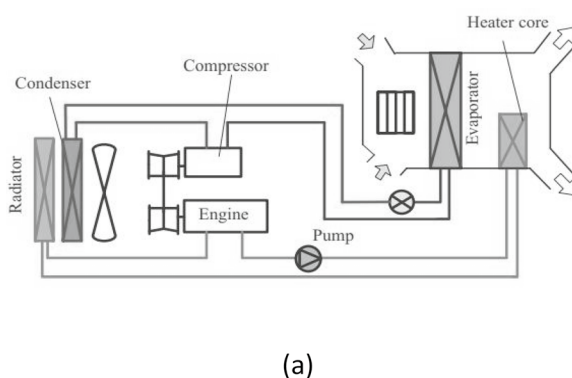 Heater core
Compressor
Condenser
Evaporator
Radiator
Engine
Pump
(a)